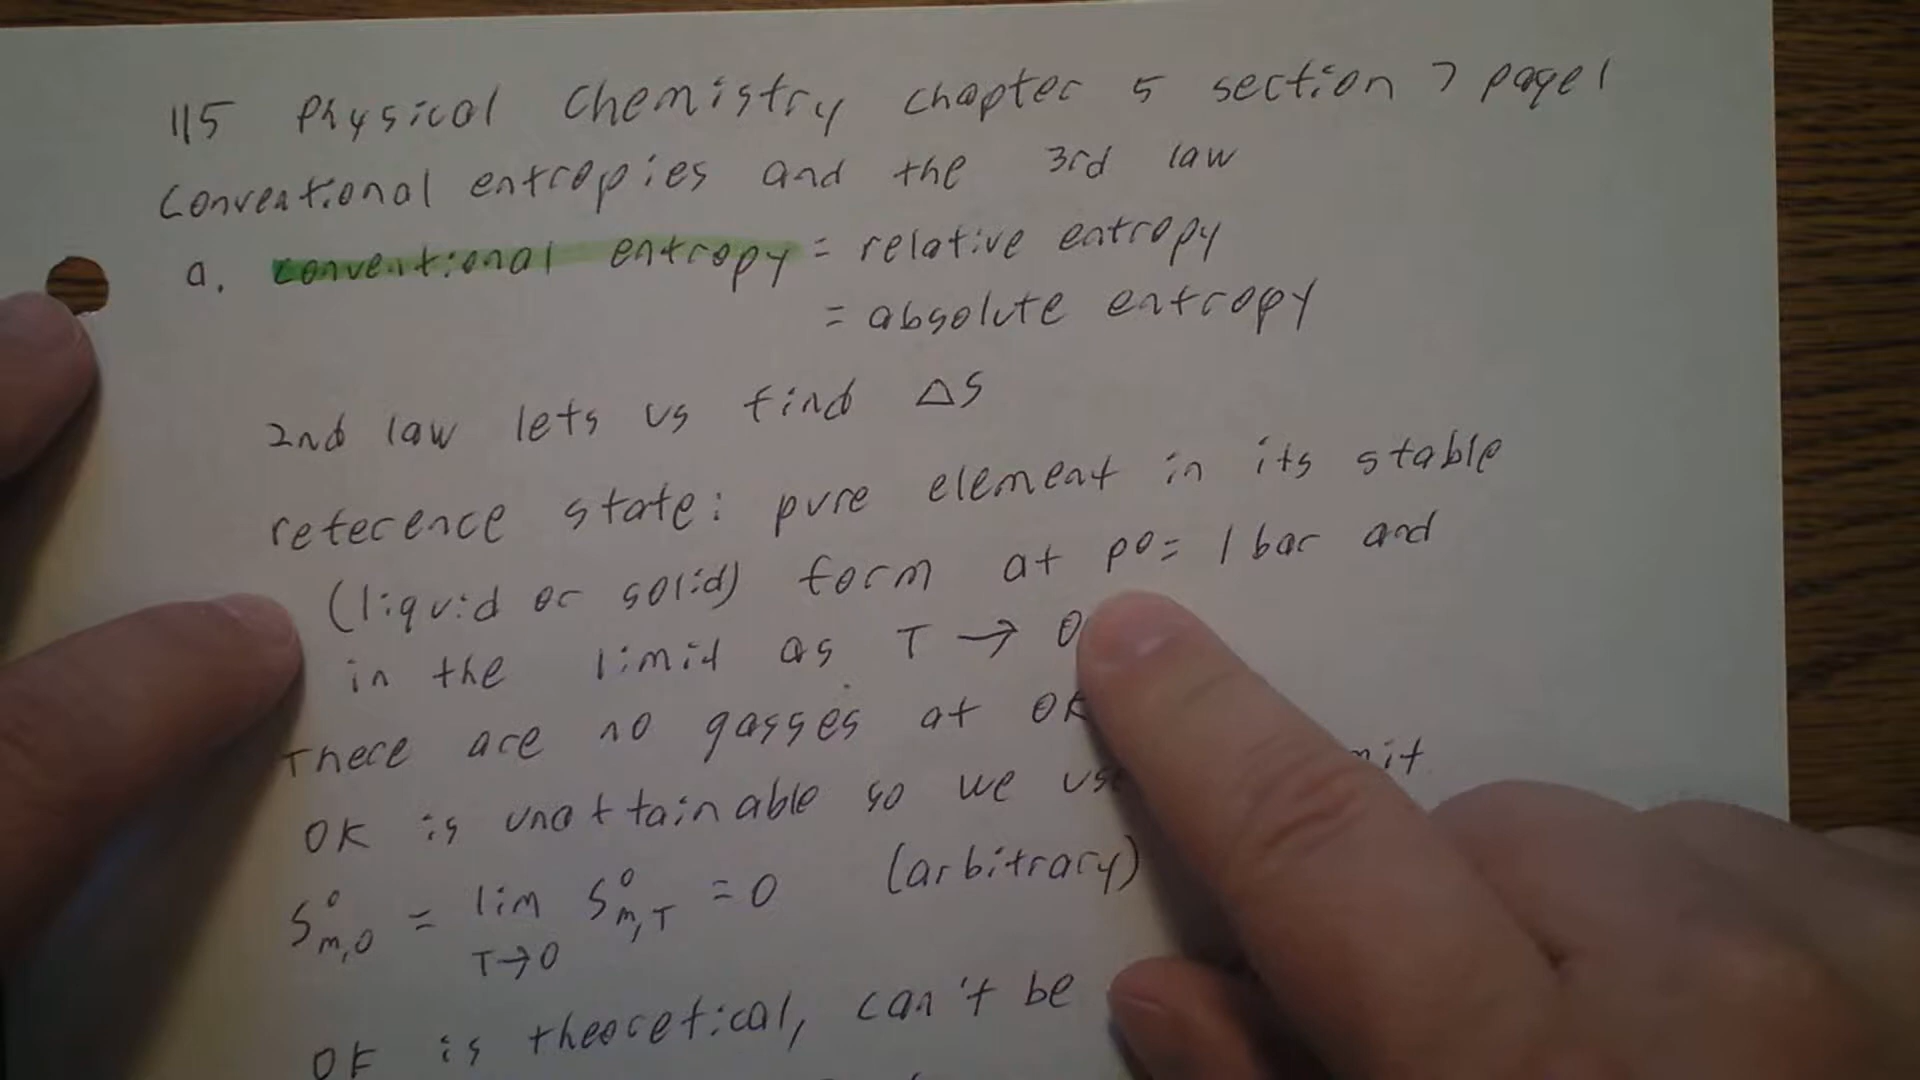 115 Physical Chemistry chapter 5 section 7 page 1
Conventional entropies and the 3rd law
a. conventional entropy = relative entropy
= absolute entropy
2nd law lets us find ΔS
reference state: pure element in its stable
(liquid or solid) form at P° = 1 bar and
in the limit as T → 0
There are no gasses at 0K
0K is unattainable so we
S°m,0 = lim T→0 S°m,T = 0 (arbitrary)
0K is theoretical, can't be